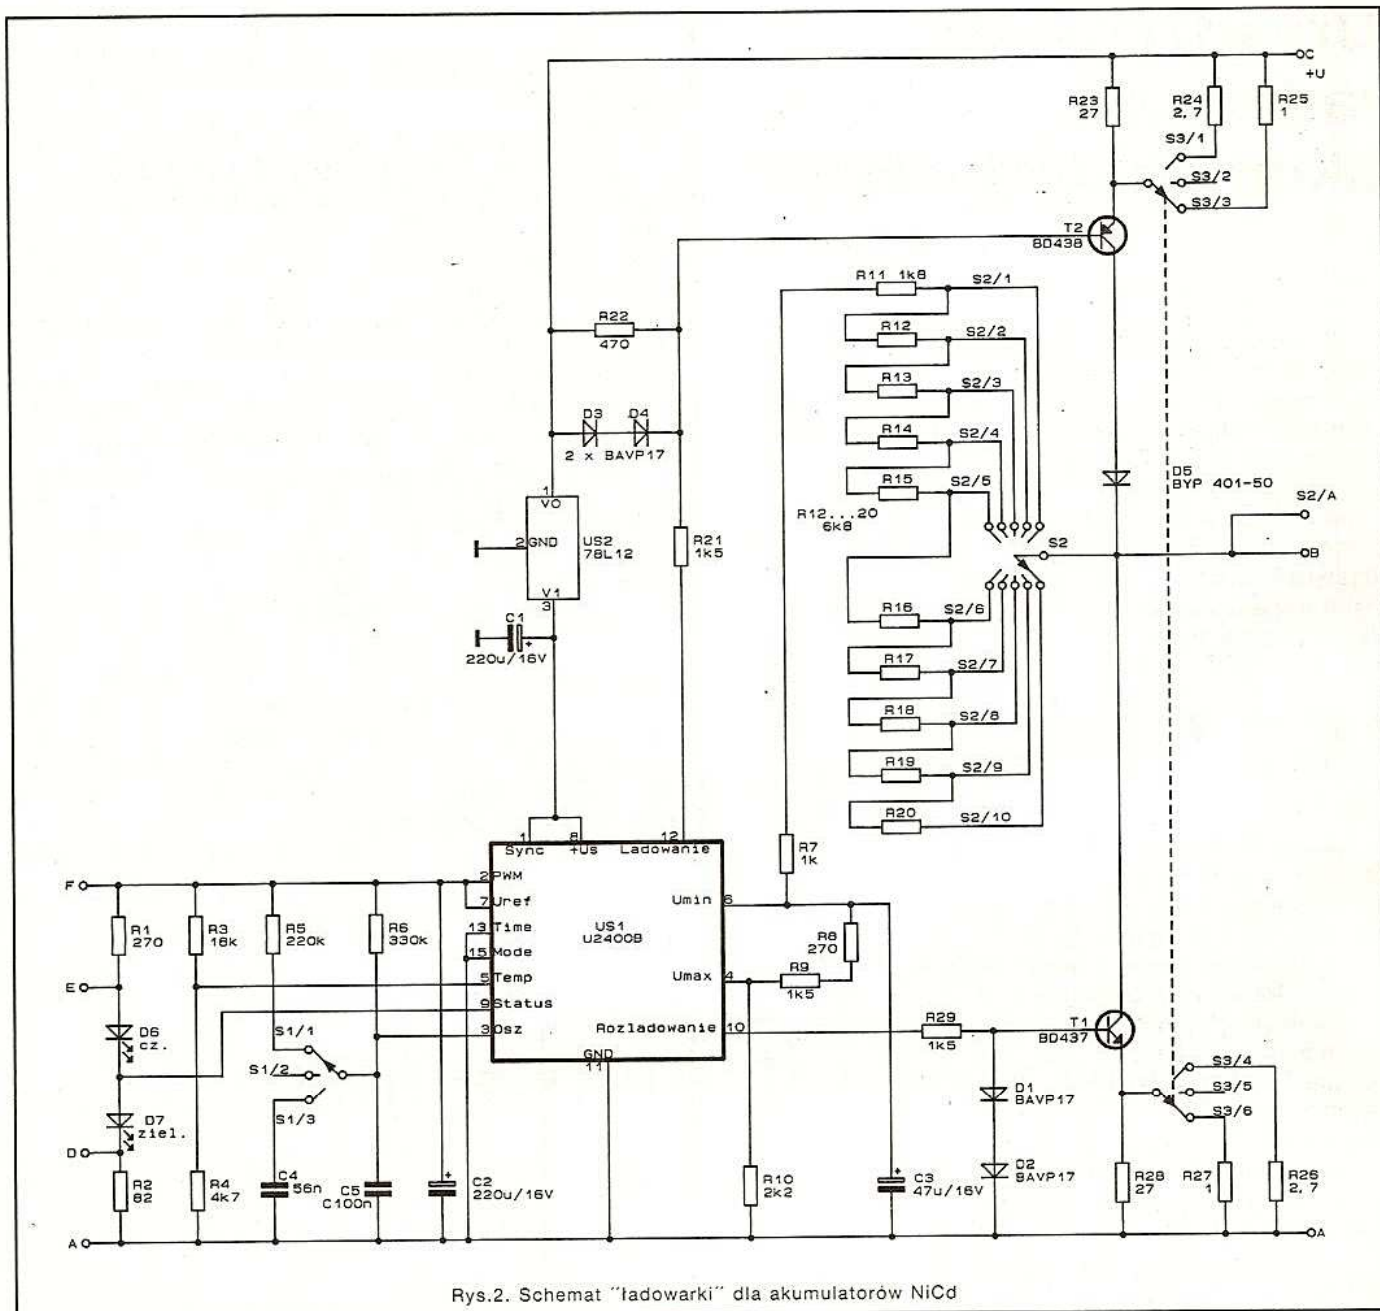 C
+U
R23
27
R24
2,7
R25
1
S3/1
S3/2
S3/3
T2
BD438
R11 1k8
S2/1
R22
470
R12
S2/2
R13
S2/3
D3
D4
2 x BAVP17
R14
S2/4
R15
S2/5
D5
BYP 401-50
1
VO
S2/A
R12...20
6k8
2
GND
US2
78L12
R21
1k5
S2
B
V1
3
C1
+
220u/16V
R16
S2/6
R17
S2/7
R18
S2/8
R19
S2/9
R20
S2/10
1
8
12
Sync
+Us
Ladowanie
R7
1k
F
2
PWM
7
Uref
Umin
6
R1
270
R3
18k
R5
220k
R6
330k
13
Time
US1
U2400B
R8
270
15
Mode
E
5
Temp
Umax
4
R9
1k5
9
Status
D6
cz.
S1/1
3
Osz
Rozladowanie
10
R29
1k5
T1
BD437
GND
11
S1/2
S3/4
S3/5
S3/6
D7
ziel.
S1/3
D1
BAVP17
D
R2
82
R4
4k7
C4
56n
C5
C100n
+
C2
220u/16V
R10
2k2
+
C3
47u/16V
D2
BAVP17
R28
27
R27
1
R26
2,7
A
A
Rys.2. Schemat "ładowarki" dla akumulatorów NiCd